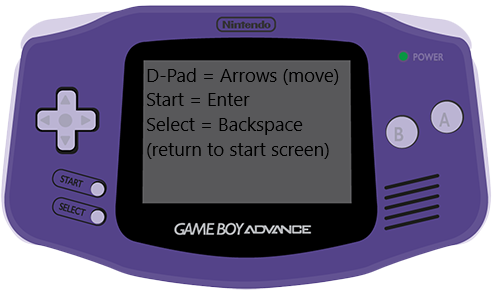 Nintendo
D-Pad = Arrows (move)
Start = Enter
Select = Backspace
(return to start screen)
POWER
B
A
START
SELECT
GAME BOY ADVANCE